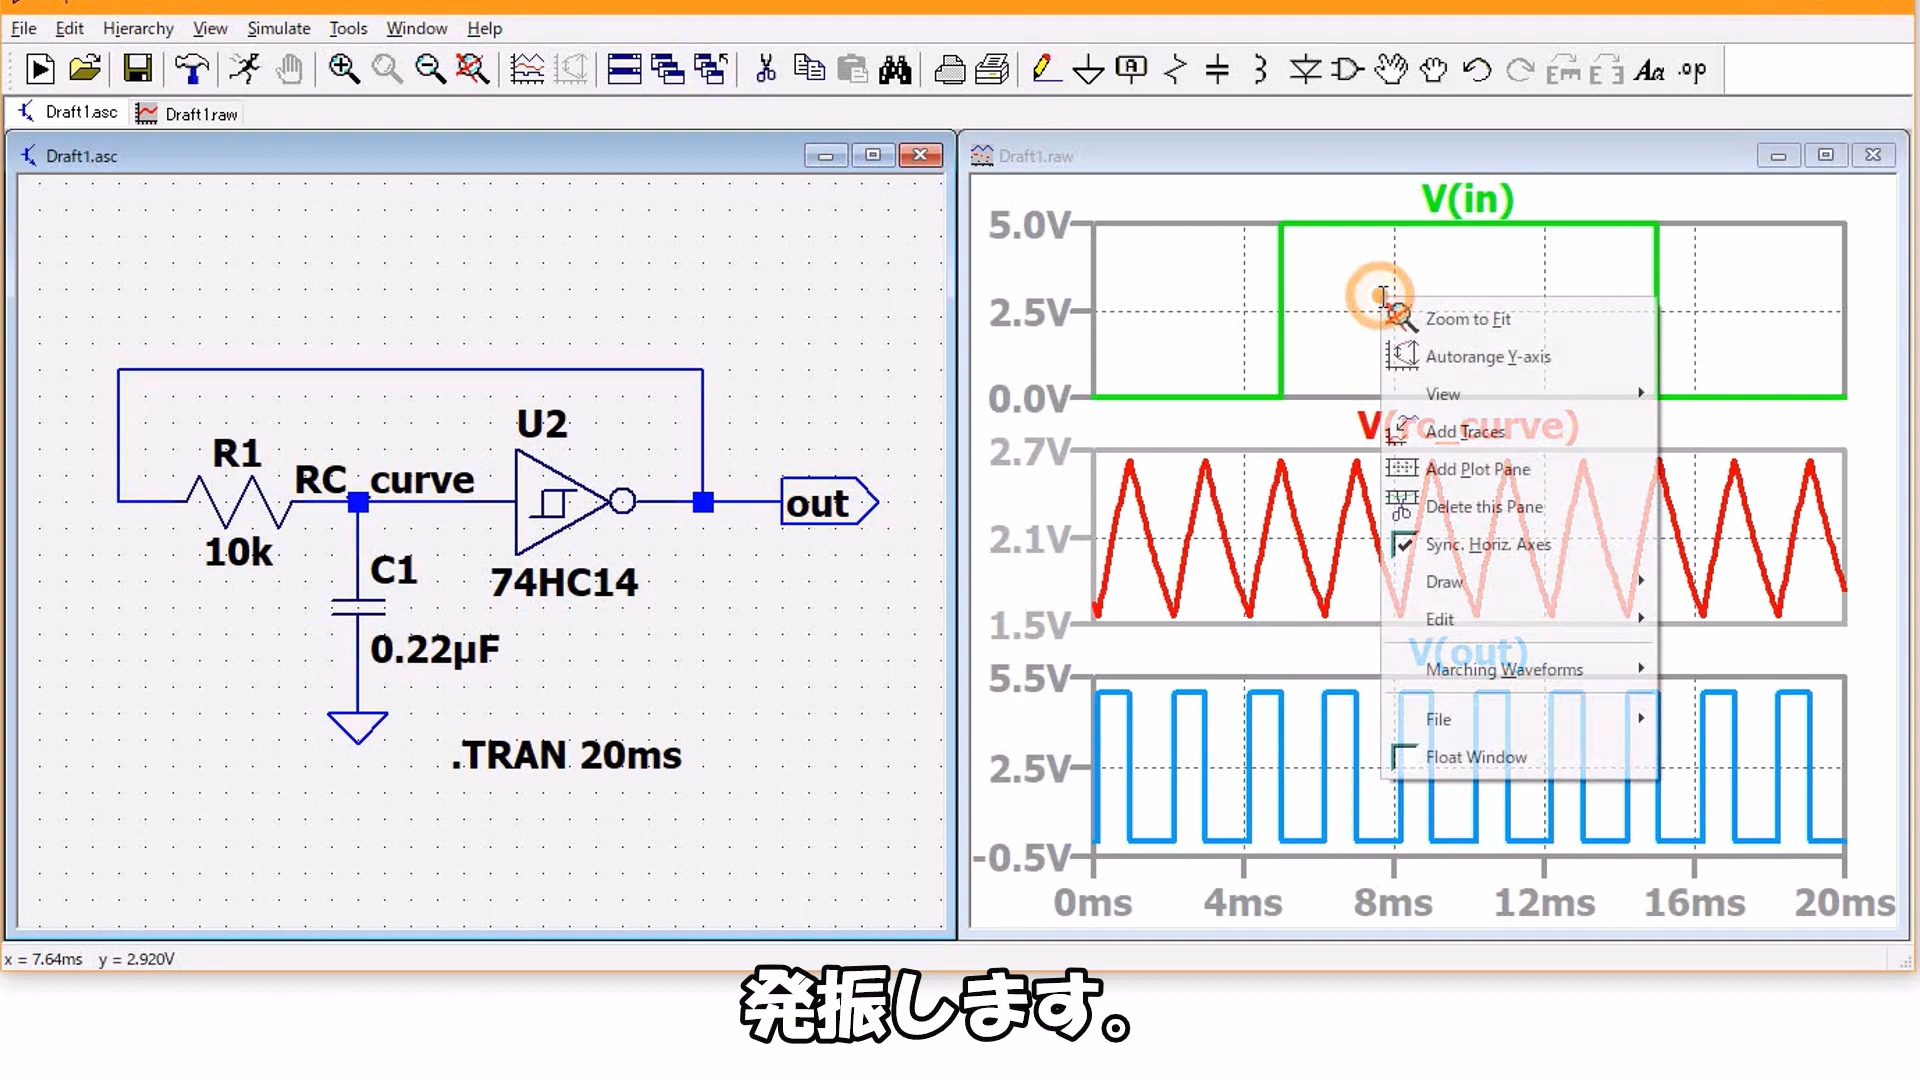 File Edit Hierarchy View Simulate Tools Window Help
A Aa .op
Draft1.asc Draft1.raw
Draft1.asc
R1
10k
RC_curve
C1
0.22µF
U2
74HC14
out
.TRAN 20ms
Draft1.raw
V(in)
5.0V
2.5V
0.0V
V(rc_curve)
2.7V
2.1V
1.5V
V(out)
5.5V
2.5V
-0.5V
0ms 4ms 8ms 12ms 16ms 20ms
Zoom to Fit
Autorange Y-axis
View
Add Traces
Add Plot Pane
Delete this Pane
Sync. Horiz. Axes
Draw
Edit
Marching Waveforms
File
Float Window
x = 7.64ms y = 2.920V
発振します。